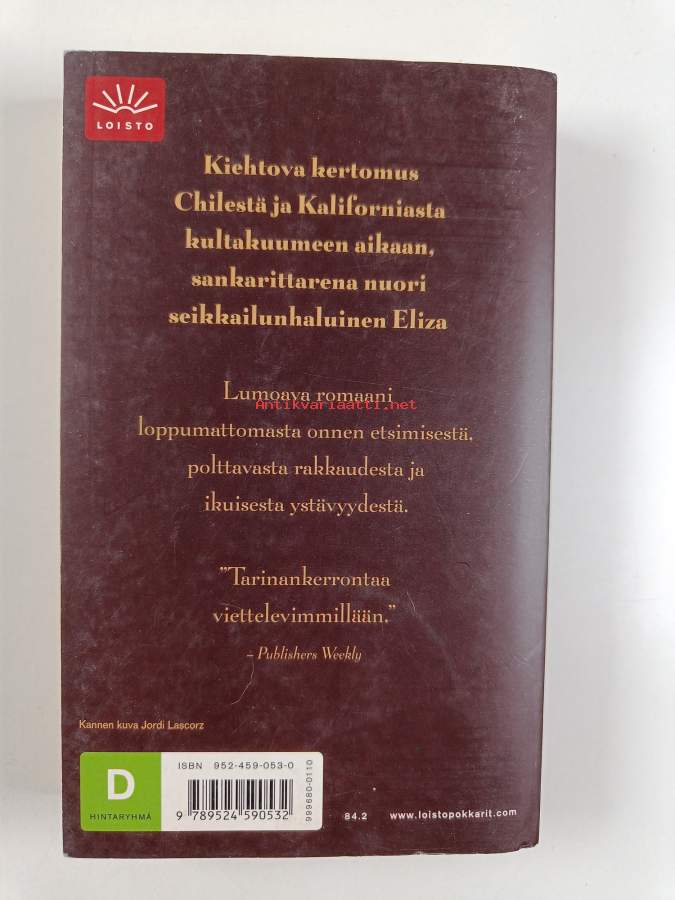 LOISTO
Kiehtova kertomus
Chilestä ja Kaliforniasta
kultakuumeen aikaan,
sankarittarena nuori
seikkailunhaluinen Eliza
Lumoava romaani
Antikvariaatti.net
loppumattomasta onnen etsimisestä,
polttavasta rakkaudesta ja
ikuisesta ystävyydestä.
"Tarinankerrontaa
viettelevimmillään."
– Publishers Weekly
Kannen kuva Jordi Lascorz
D
HINTARYHMÄ
ISBN 952-459-053-0
9 789524 590532
999680-0110
84.2
www.loistopokkarit.com